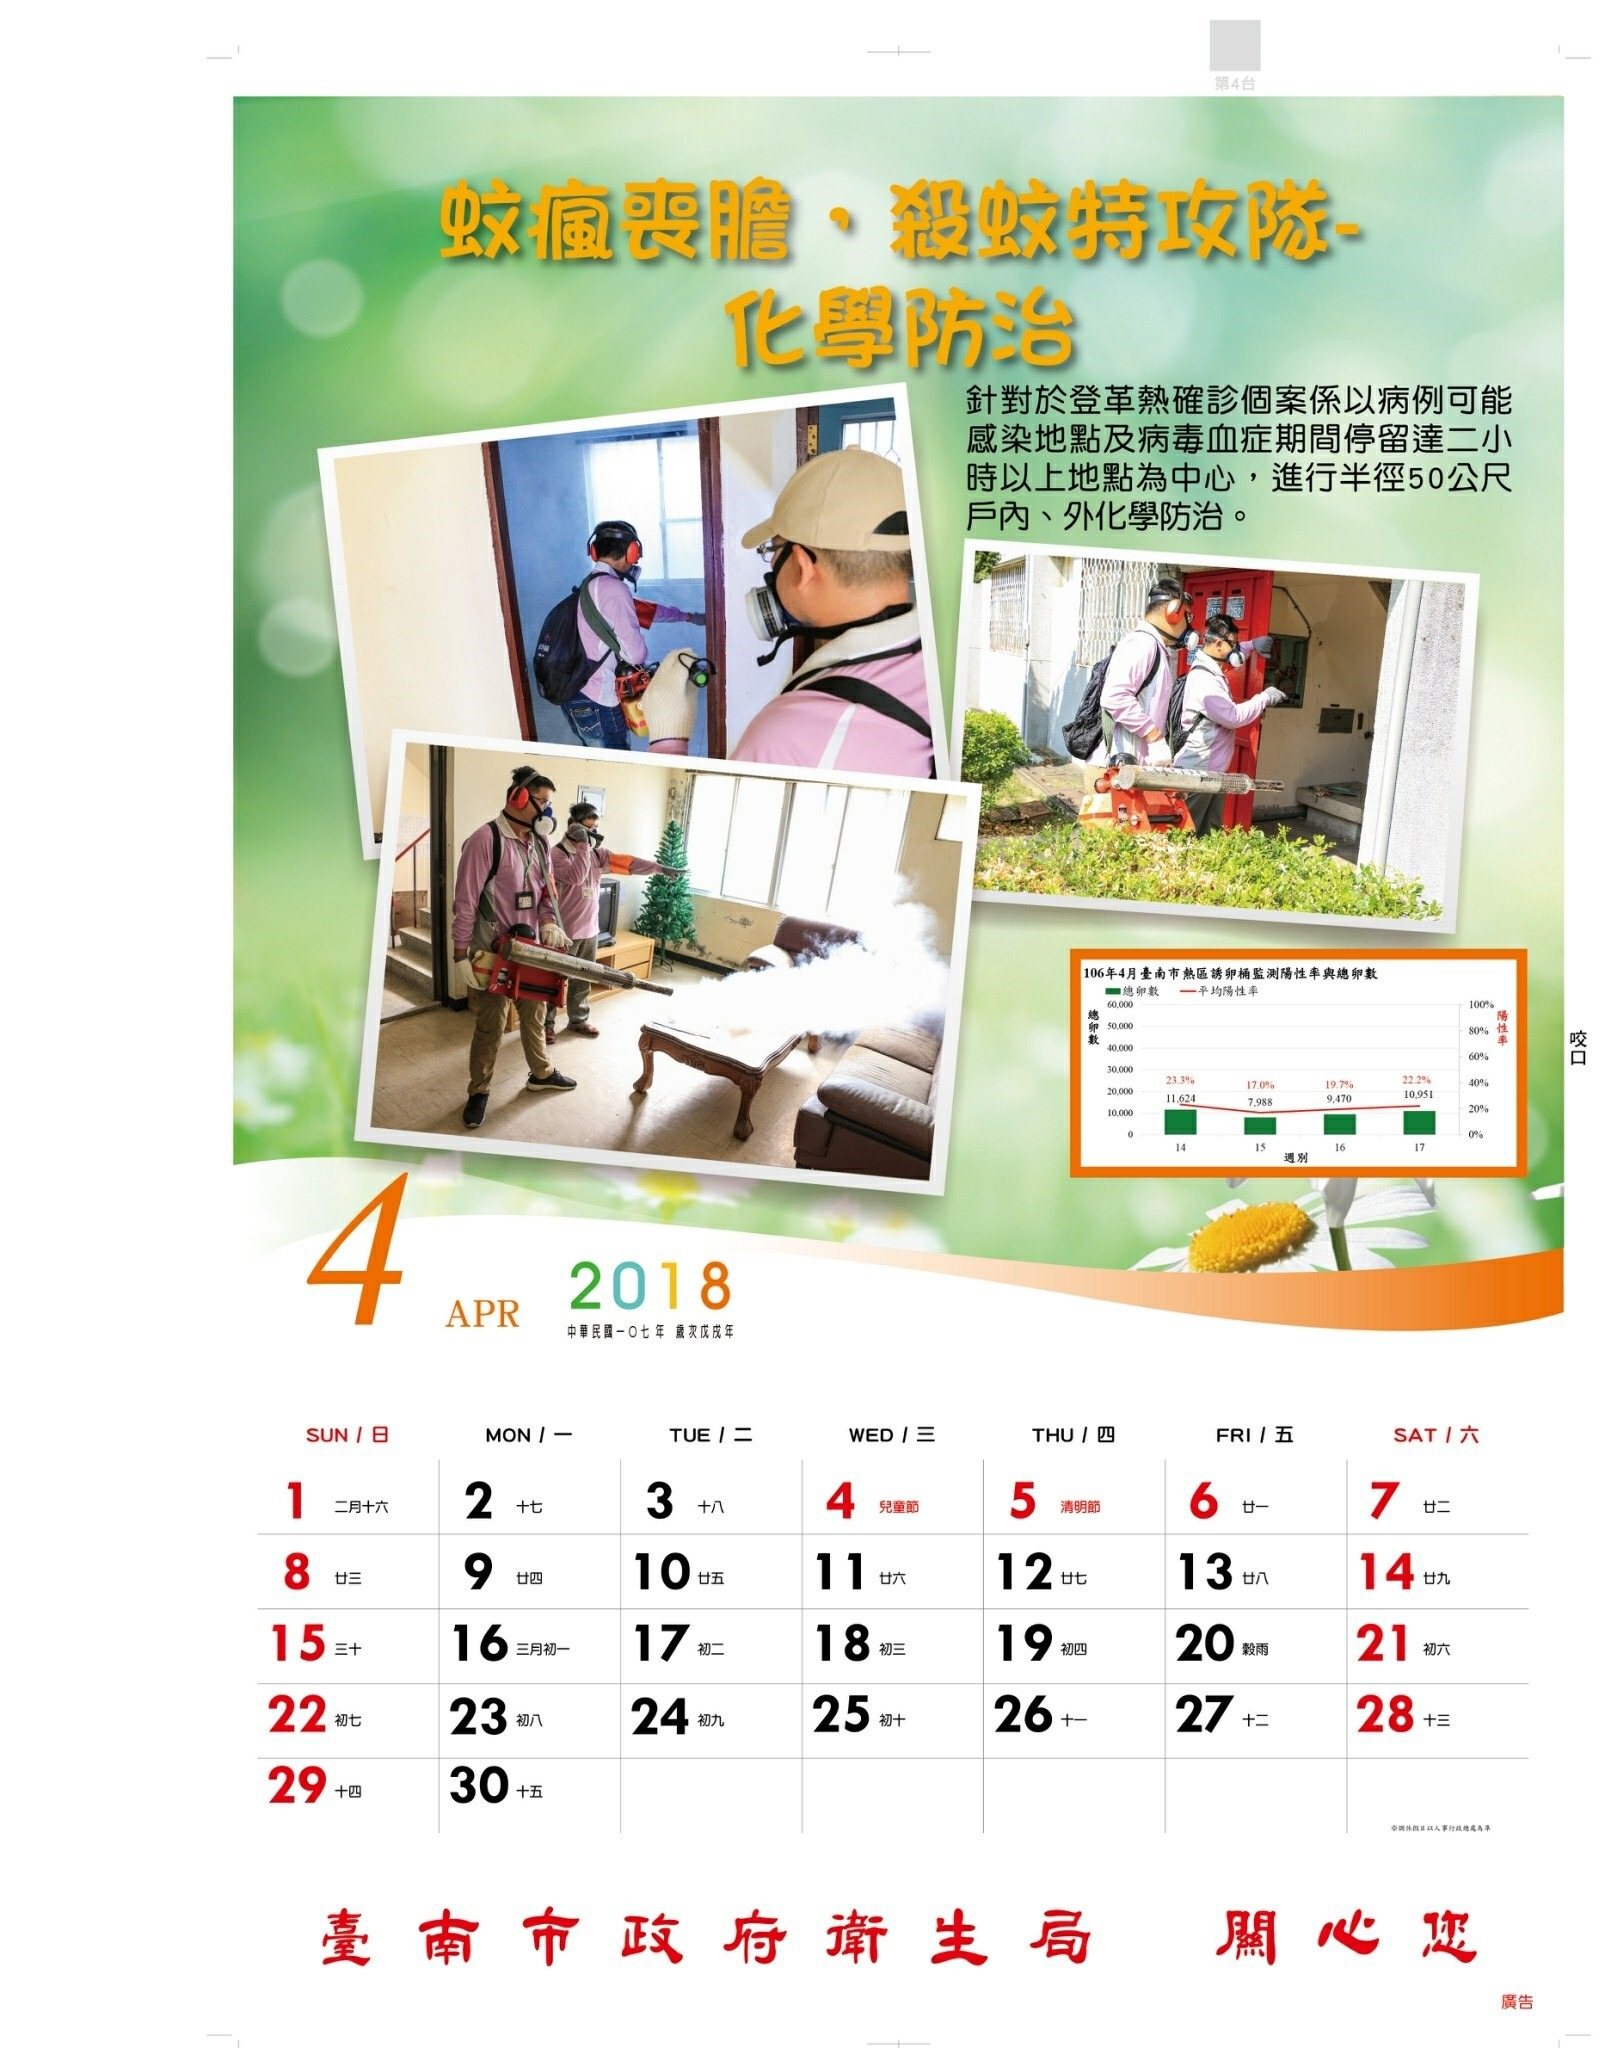 第4台
蚊瘋喪膽，殺蚊特攻隊-
化學防治
針對於登革熱確診個案係以病例可能
感染地點及病毒血症期間停留達二小
時以上地點為中心，進行半徑50公尺
戶內、外化學防治。
106年4月臺南市熱區誘卵桶監測陽性率與總卵數
總卵數 平均陽性率
總卵數
陽性率
60,000 100%
50,000 80%
40,000 60%
30,000 40%
20,000 20%
10,000 0%
0
23.3% 17.0% 19.7% 22.2%
11,624 7,988 9,470 10,951
14 15 16 17
週別
咬口
4 APR 2018
中華民國一〇七年 歲次戊戌年
SUN / 日 MON / 一 TUE / 二 WED / 三 THU / 四 FRI / 五 SAT / 六
1 二月十六 2 十七 3 十八 4 兒童節 5 清明節 6 廿一 7 廿二
8 廿三 9 廿四 10 廿五 11 廿六 12 廿七 13 廿八 14 廿九
15 三十 16 三月初一 17 初二 18 初三 19 初四 20 穀雨 21 初六
22 初七 23 初八 24 初九 25 初十 26 十一 27 十二 28 十三
29 十四 30 十五
※例休假日以人事行政總處為準
臺南市政府衛生局 關心您
廣告